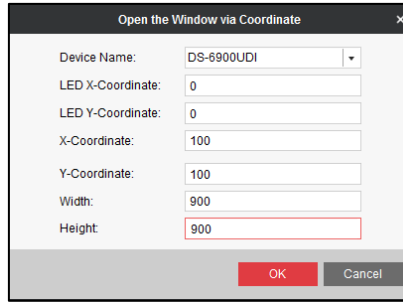 Open the Window via Coordinate ×
Device Name: DS-6900UDI
LED X-Coordinate: 0
LED Y-Coordinate: 0
X-Coordinate: 100
Y-Coordinate: 100
Width: 900
Height: 900
OK Cancel